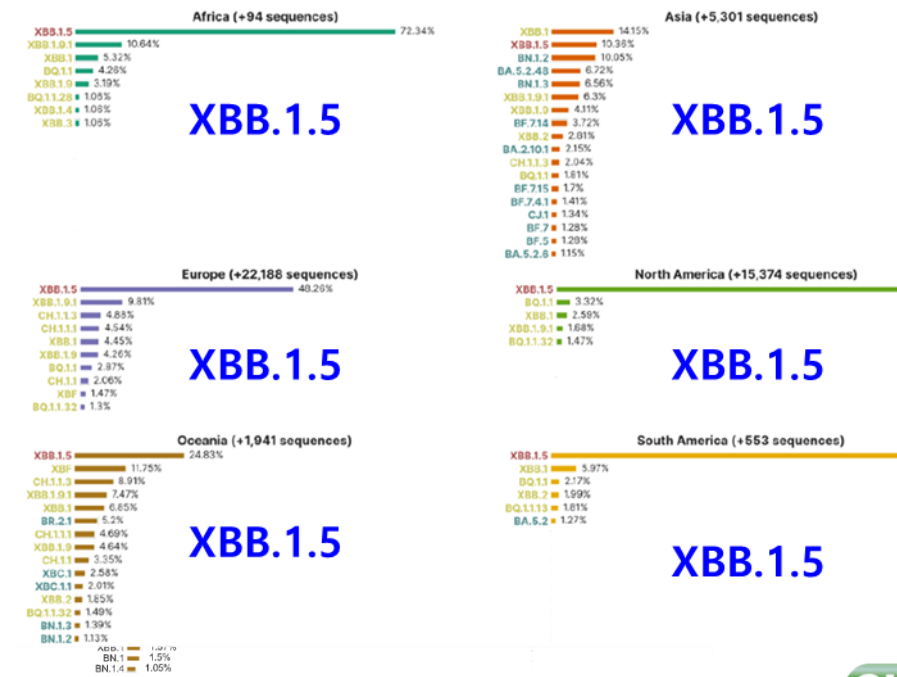 Africa (+94 sequences)
XBB.1.5 72.34%
XBB.1.9.1 10.64%
XBB.1 5.32%
BQ.1.1 4.26%
XBB.1.9 3.19%
BQ.1.1.28 1.06%
XBB.1.4 1.06%
XBB.3 1.06%
XBB.1.5
Asia (+5,301 sequences)
XBB.1 14.15%
XBB.1.5 10.36%
BN.1.2 10.05%
BA.5.2.48 6.72%
BN.1.3 6.56%
XBB.1.9.1 6.3%
XBB.1.9 4.11%
BF.7.14 3.72%
XBB.2 2.81%
BA.2.10.1 2.15%
CH.1.1.3 2.04%
BQ.1.1 1.81%
BF.7.15 1.7%
BF.7.4.1 1.41%
CJ.1 1.34%
BF.7 1.28%
BF.5 1.28%
BA.5.2.6 1.15%
XBB.1.5
Europe (+22,188 sequences)
XBB.1.5 48.26%
XBB.1.9.1 9.81%
CH.1.1.3 4.88%
CH.1.1.1 4.54%
XBB.1 4.45%
XBB.1.9 4.26%
BQ.1.1 2.87%
CH.1.1 2.06%
XBF 1.47%
BQ.1.1.32 1.3%
XBB.1.5
North America (+15,374 sequences)
XBB.1.5
BQ.1.1 3.32%
XBB.1 2.59%
XBB.1.9.1 1.68%
BQ.1.1.32 1.47%
XBB.1.5
Oceania (+1,941 sequences)
XBB.1.5 24.83%
XBF 11.75%
CH.1.1.3 8.91%
XBB.1.9.1 7.47%
XBB.1 6.85%
BR.2.1 5.2%
CH.1.1.1 4.69%
XBB.1.9 4.64%
CH.1.1 3.35%
XBC.1 2.58%
XBC.1.1 2.01%
XBB.2 1.85%
BQ.1.1.32 1.49%
BN.1.3 1.39%
BN.1.2 1.13%
BN.1 1.5%
BN.1.4 1.05%
XBB.1.5
South America (+553 sequences)
XBB.1.5
XBB.1 5.97%
BQ.1.1 2.17%
XBB.2 1.99%
BQ.1.1.13 1.81%
BA.5.2 1.27%
XBB.1.5